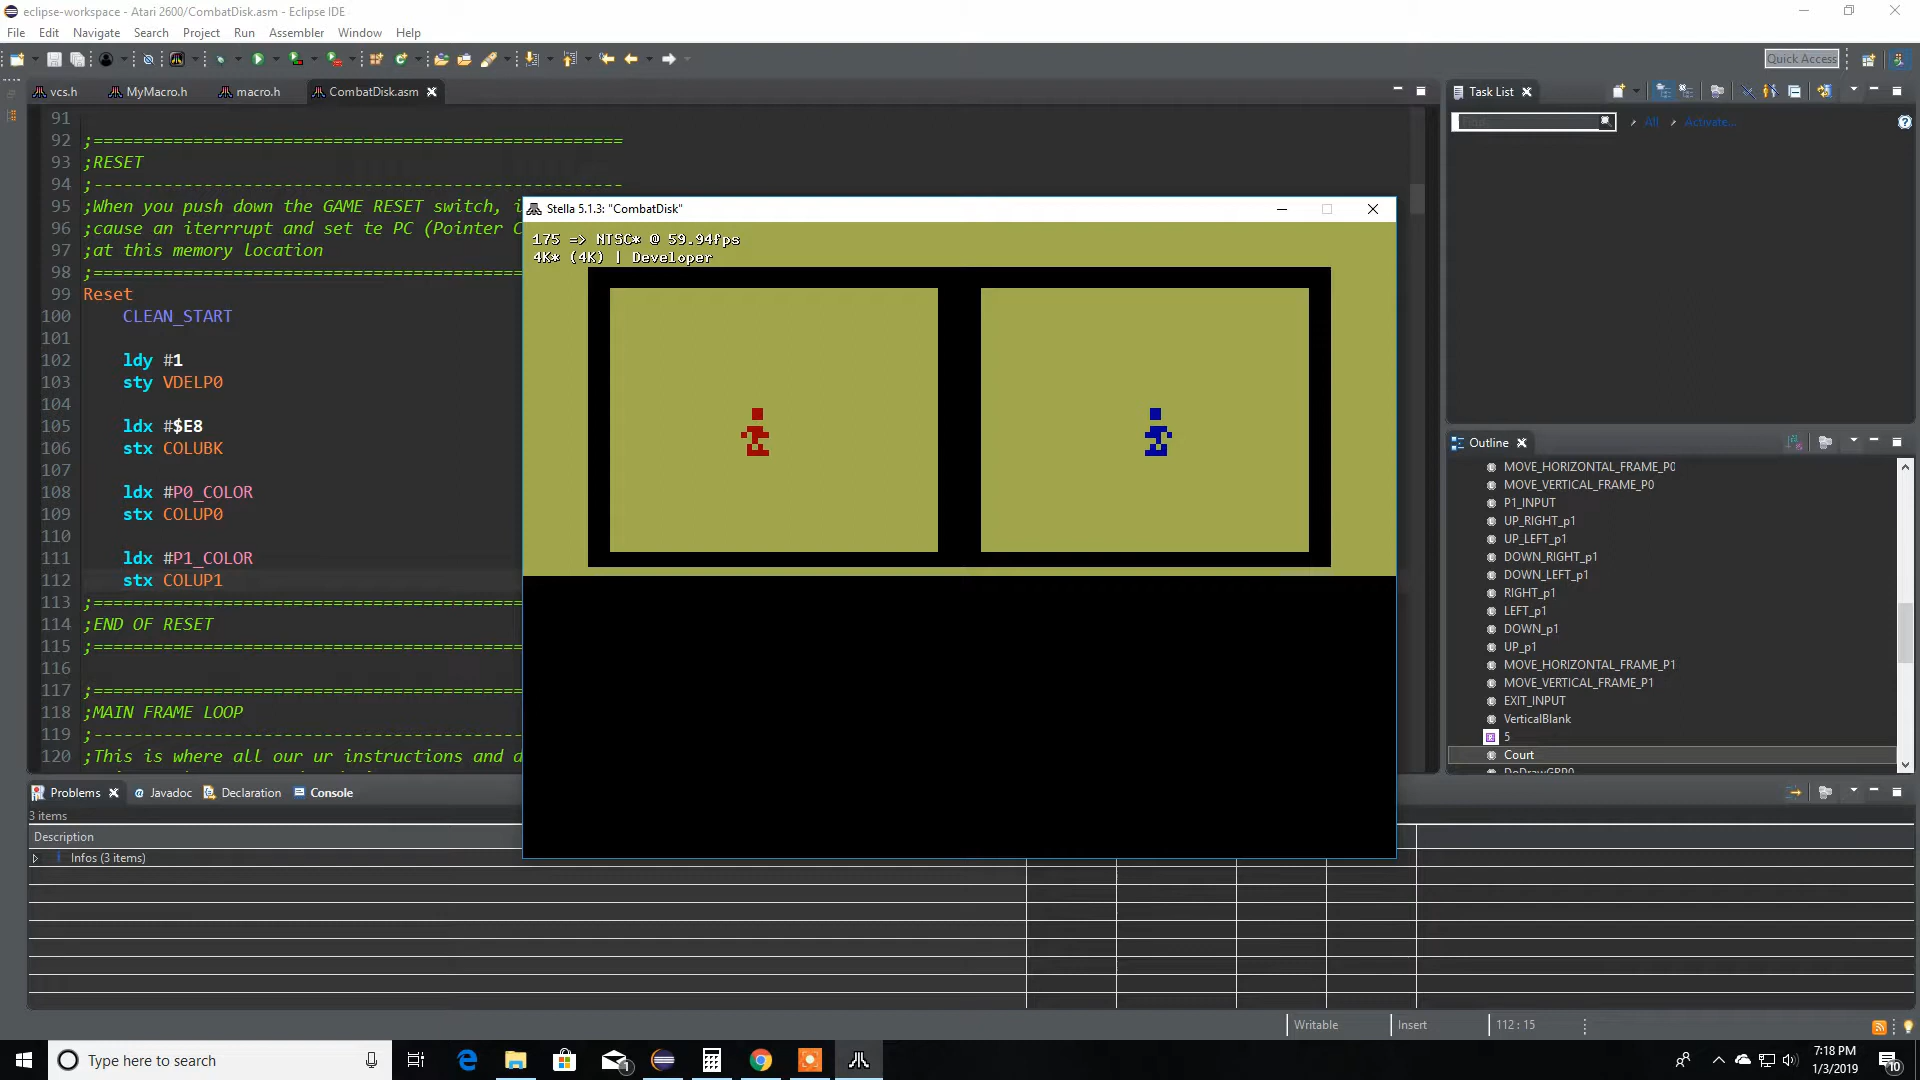 eclipse-workspace - Atari 2600/CombatDisk.asm - Eclipse IDE
File Edit Navigate Search Project Run Refactor Assembler Window Help
Quick Access
vcs.h MyMacro.h macro.h CombatDisk.asm
91
92 ;=====================================================
93 ;RESET
94 ;-----------------------------------------------------
95 ;When you push down the GAME RESET switch, i
96 ;cause an iterrrupt and set te PC (Pointer C
97 ;at this memory location
98 ;============================================
99 Reset
100 CLEAN_START
101
102 ldy #1
103 sty VDELP0
104
105 ldx #$E8
106 stx COLUBK
107
108 ldx #P0_COLOR
109 stx COLUP0
110
111 ldx #P1_COLOR
112 stx COLUP1
113 ;============================================
114 ;END OF RESET
115 ;============================================
116
117 ;============================================
118 ;MAIN FRAME LOOP
119 ;--------------------------------------------
120 ;This is where all our ur instructions and d
Stella 5.1.3: "CombatDisk"
175 => NTSC* @ 59.94fps
4K* (4K) | Developer
Task List
All Activate...
Outline
MOVE_HORIZONTAL_FRAME_P0
MOVE_VERTICAL_FRAME_P0
P1_INPUT
UP_RIGHT_p1
UP_LEFT_p1
DOWN_RIGHT_p1
DOWN_LEFT_p1
RIGHT_p1
LEFT_p1
DOWN_p1
UP_p1
MOVE_HORIZONTAL_FRAME_P1
MOVE_VERTICAL_FRAME_P1
EXIT_INPUT
VerticalBlank
5
Court
DoDrawGRP0
Problems Javadoc Declaration Console
3 items
Description
Infos (3 items)
Writable Insert 112 : 15
Type here to search
1
7:18 PM
1/3/2019
10